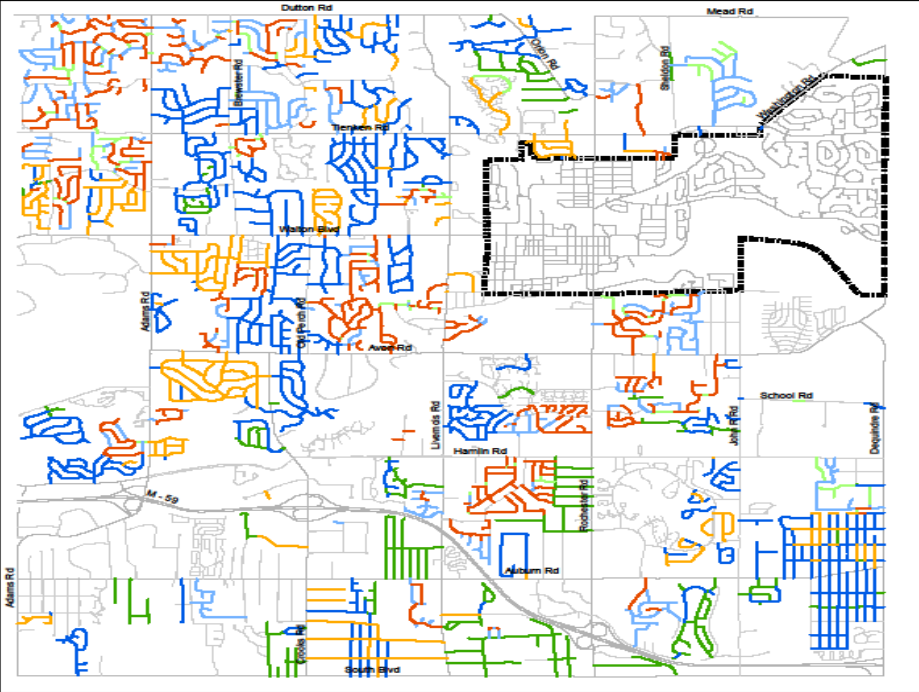 Dutton Rd
Mead Rd
Orion Rd
Sheldon Rd
Brewster Rd
Washington Rd
Tienken Rd
Walton Blvd
Adams Rd
Old Perch Rd
Avon Rd
School Rd
Livernois Rd
John R Rd
Dequindre Rd
Hamlin Rd
M - 59
Rochester Rd
Auburn Rd
Adams Rd
Crooks Rd
South Blvd